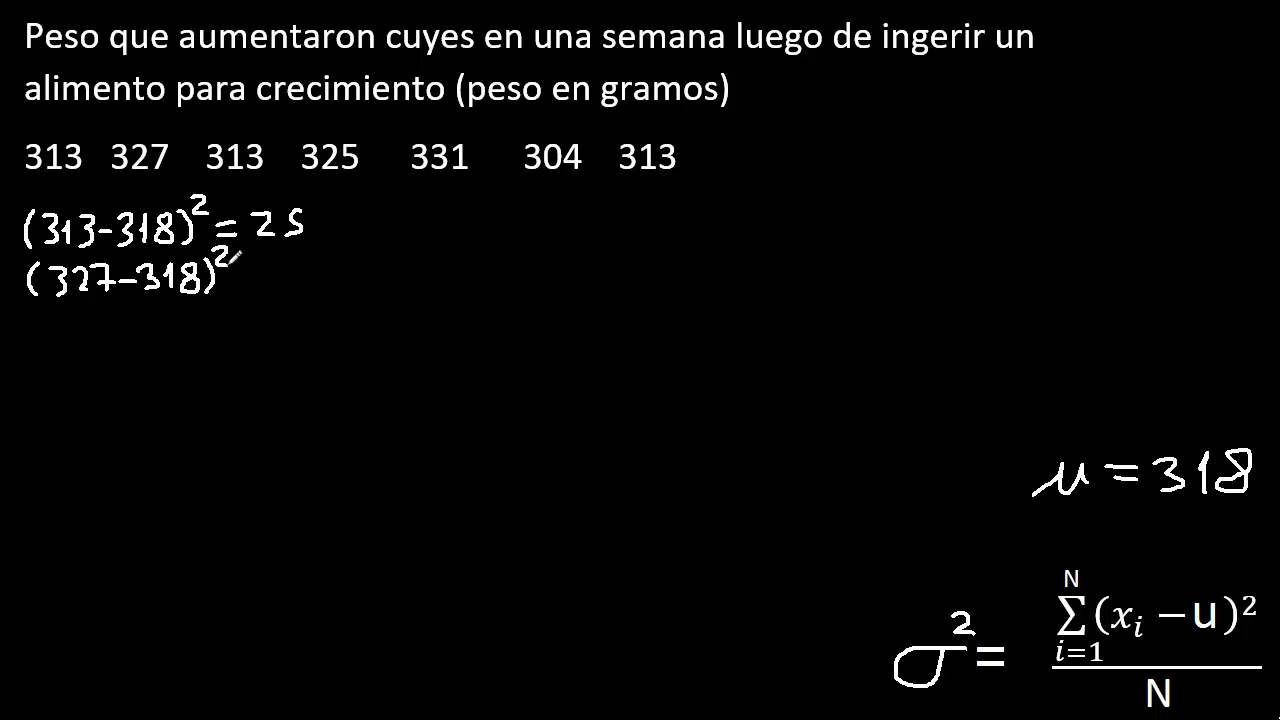 Peso que aumentaron cuyes en una semana luego de ingerir un
alimento para crecimiento (peso en gramos)
313 327 313 325 331 304 313
(313-318)² = 25
(327-318)²
μ = 318
σ² = 
N
∑(xᵢ − u)²
i=1
N